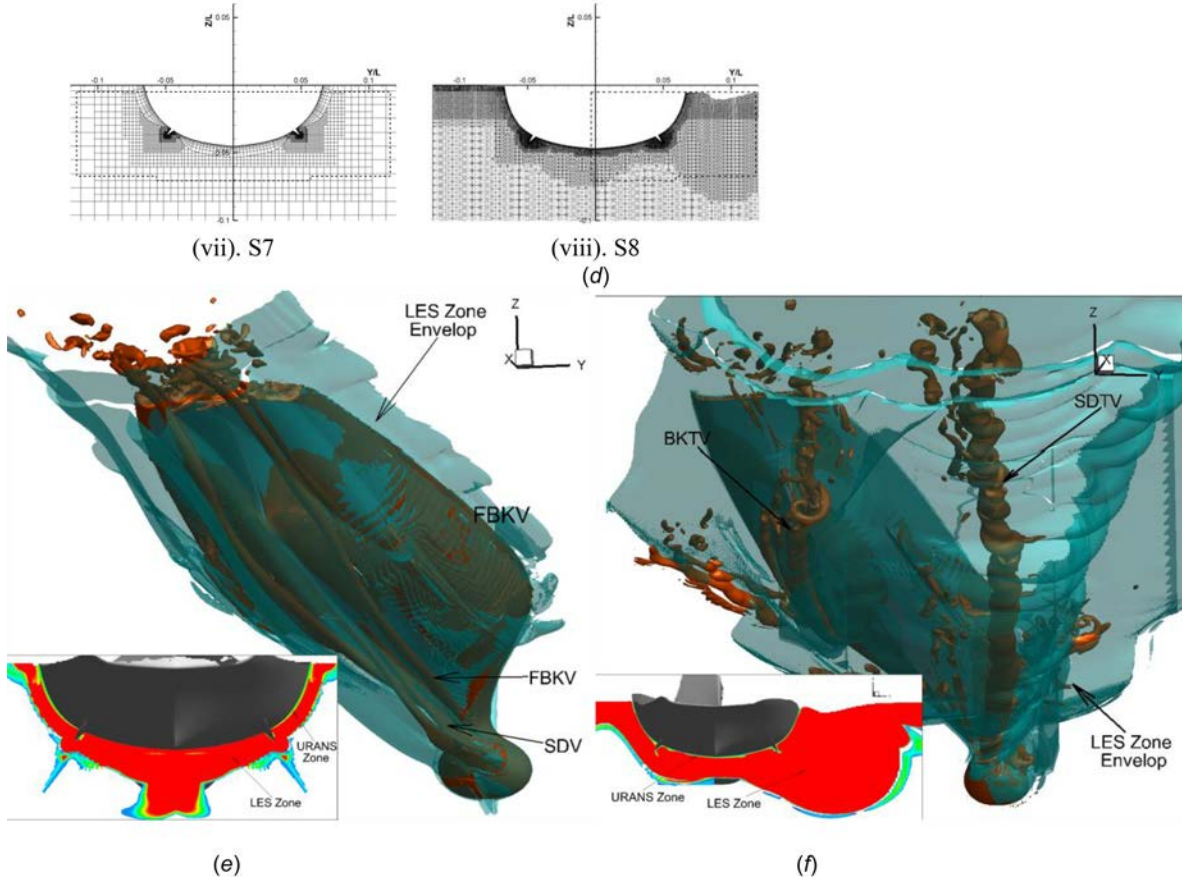 Z/L
0.05
Z/L
0.05
-0.1
-0.05
0.05
Y/L
0.1
-0.1
-0.05
0.05
Y/L
0.1
0.05
0.05
-0.1
-0.1
(vii). S7
(viii). S8
(d)
LES Zone
Envelop
Z
X
Y
Z
X
Y
SDTV
BKTV
FBKV
FBKV
SDV
URANS
Zone
LES Zone
LES Zone
Envelop
URANS Zone
LES Zone
(e)
(f)